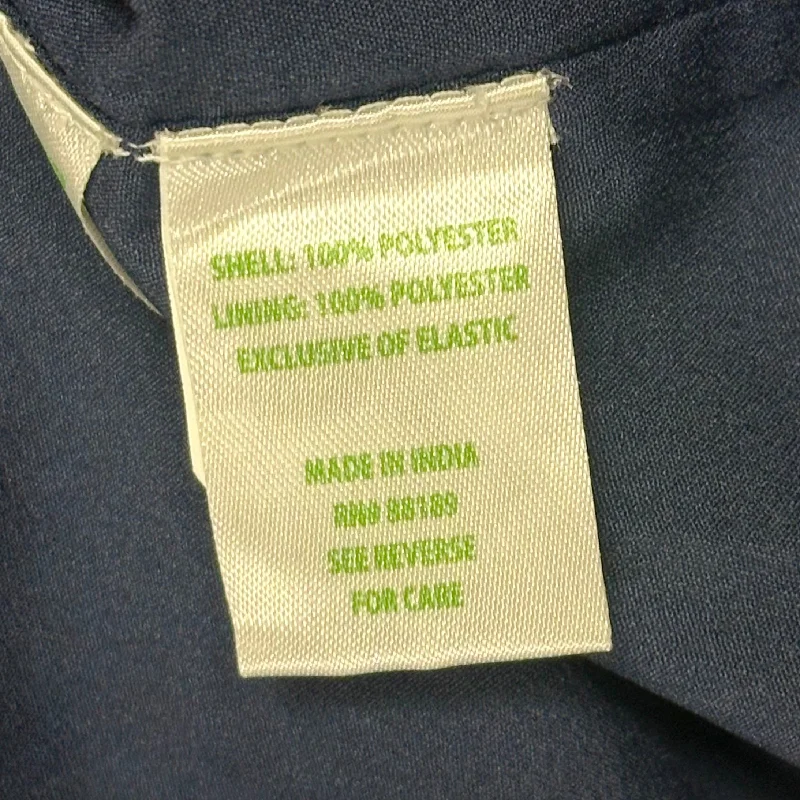 SHELL: 100% POLYESTER
LINING: 100% POLYESTER
EXCLUSIVE OF ELASTIC
MADE IN INDIA
RN# 88189
SEE REVERSE
FOR CARE